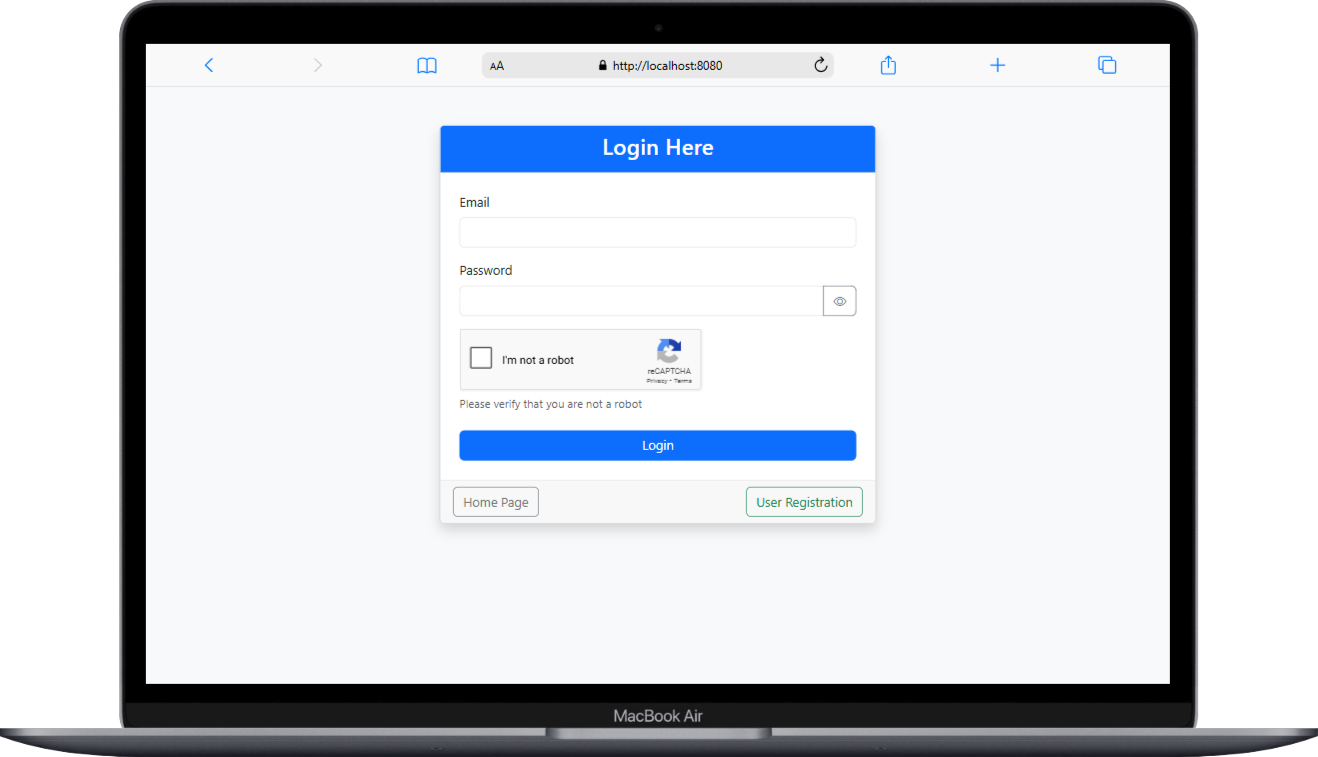 AA http://localhost:8080
Login Here
Email
Password
I'm not a robot
reCAPTCHA
Privacy - Terms
Please verify that you are not a robot
Login
Home Page User Registration
MacBook Air